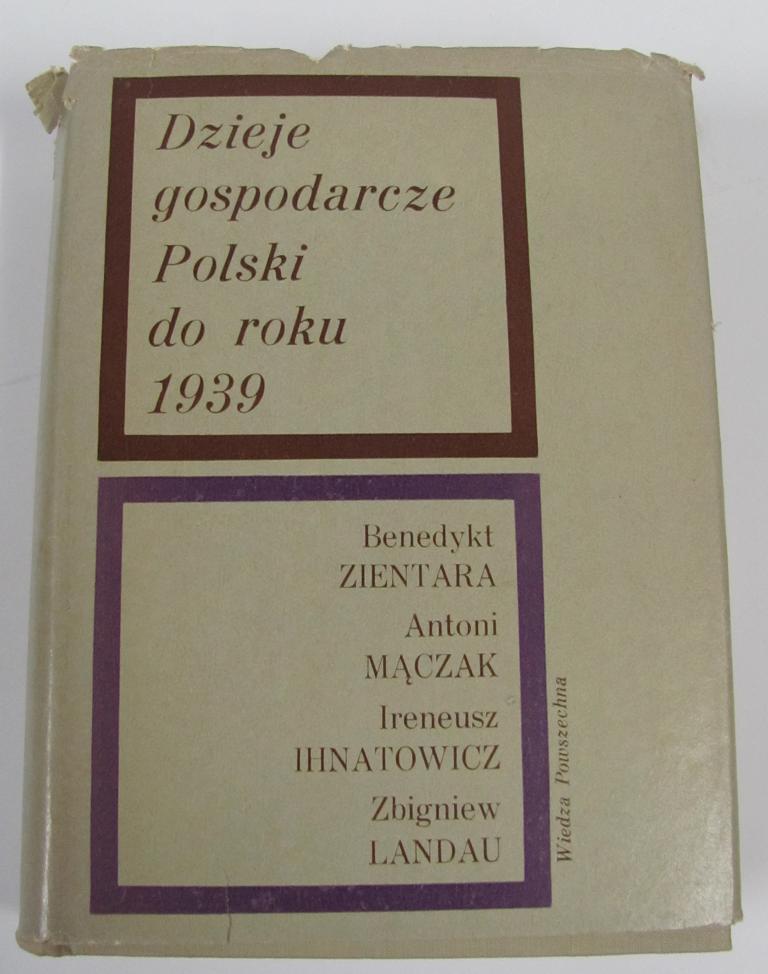 Dzieje
gospodarcze
Polski
do roku
1939
Benedykt
ZIENTARA
Antoni
MĄCZAK
Ireneusz
IHNATOWICZ
Zbigniew
LANDAU
Wiedza Powszechna